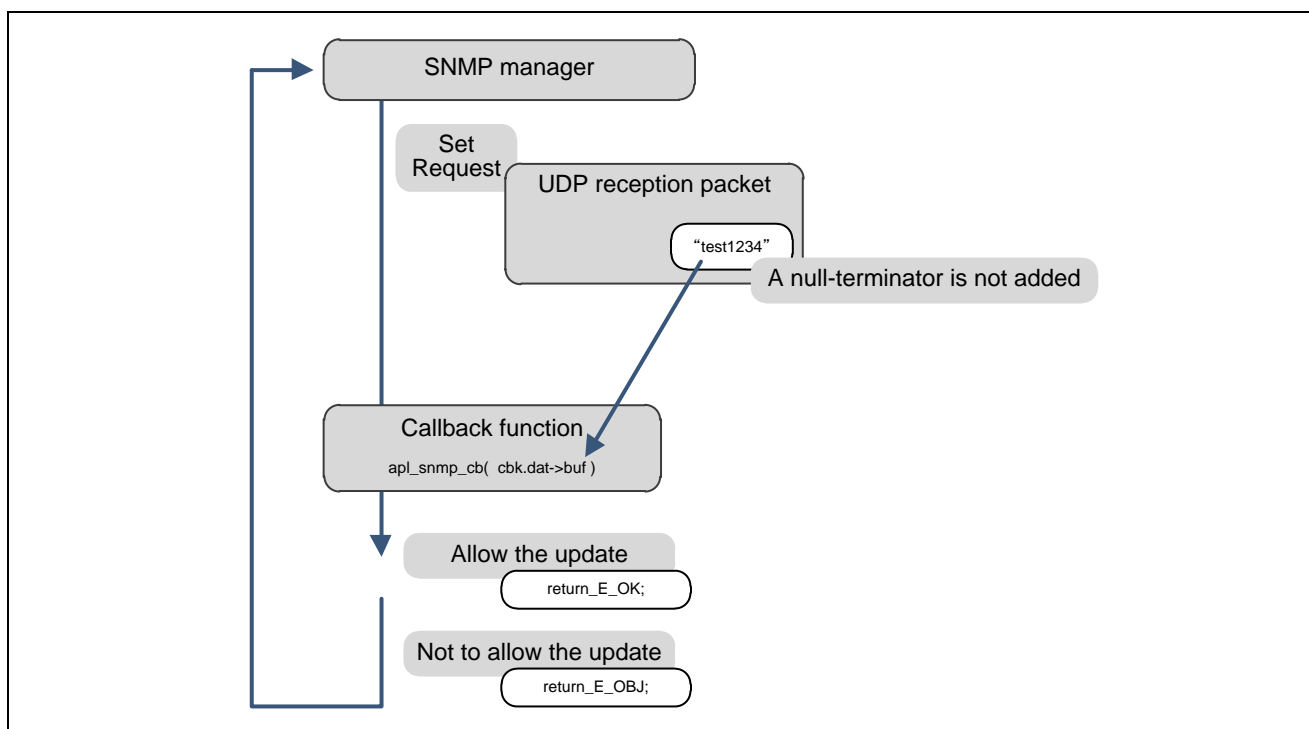 SNMP manager
Set
Request
UDP reception packet
“test1234”
A null-terminator is not added
Callback function
apl_snmp_cb( cbk.dat->buf )
Allow the update
return_E_OK;
Not to allow the update
return_E_OBJ;